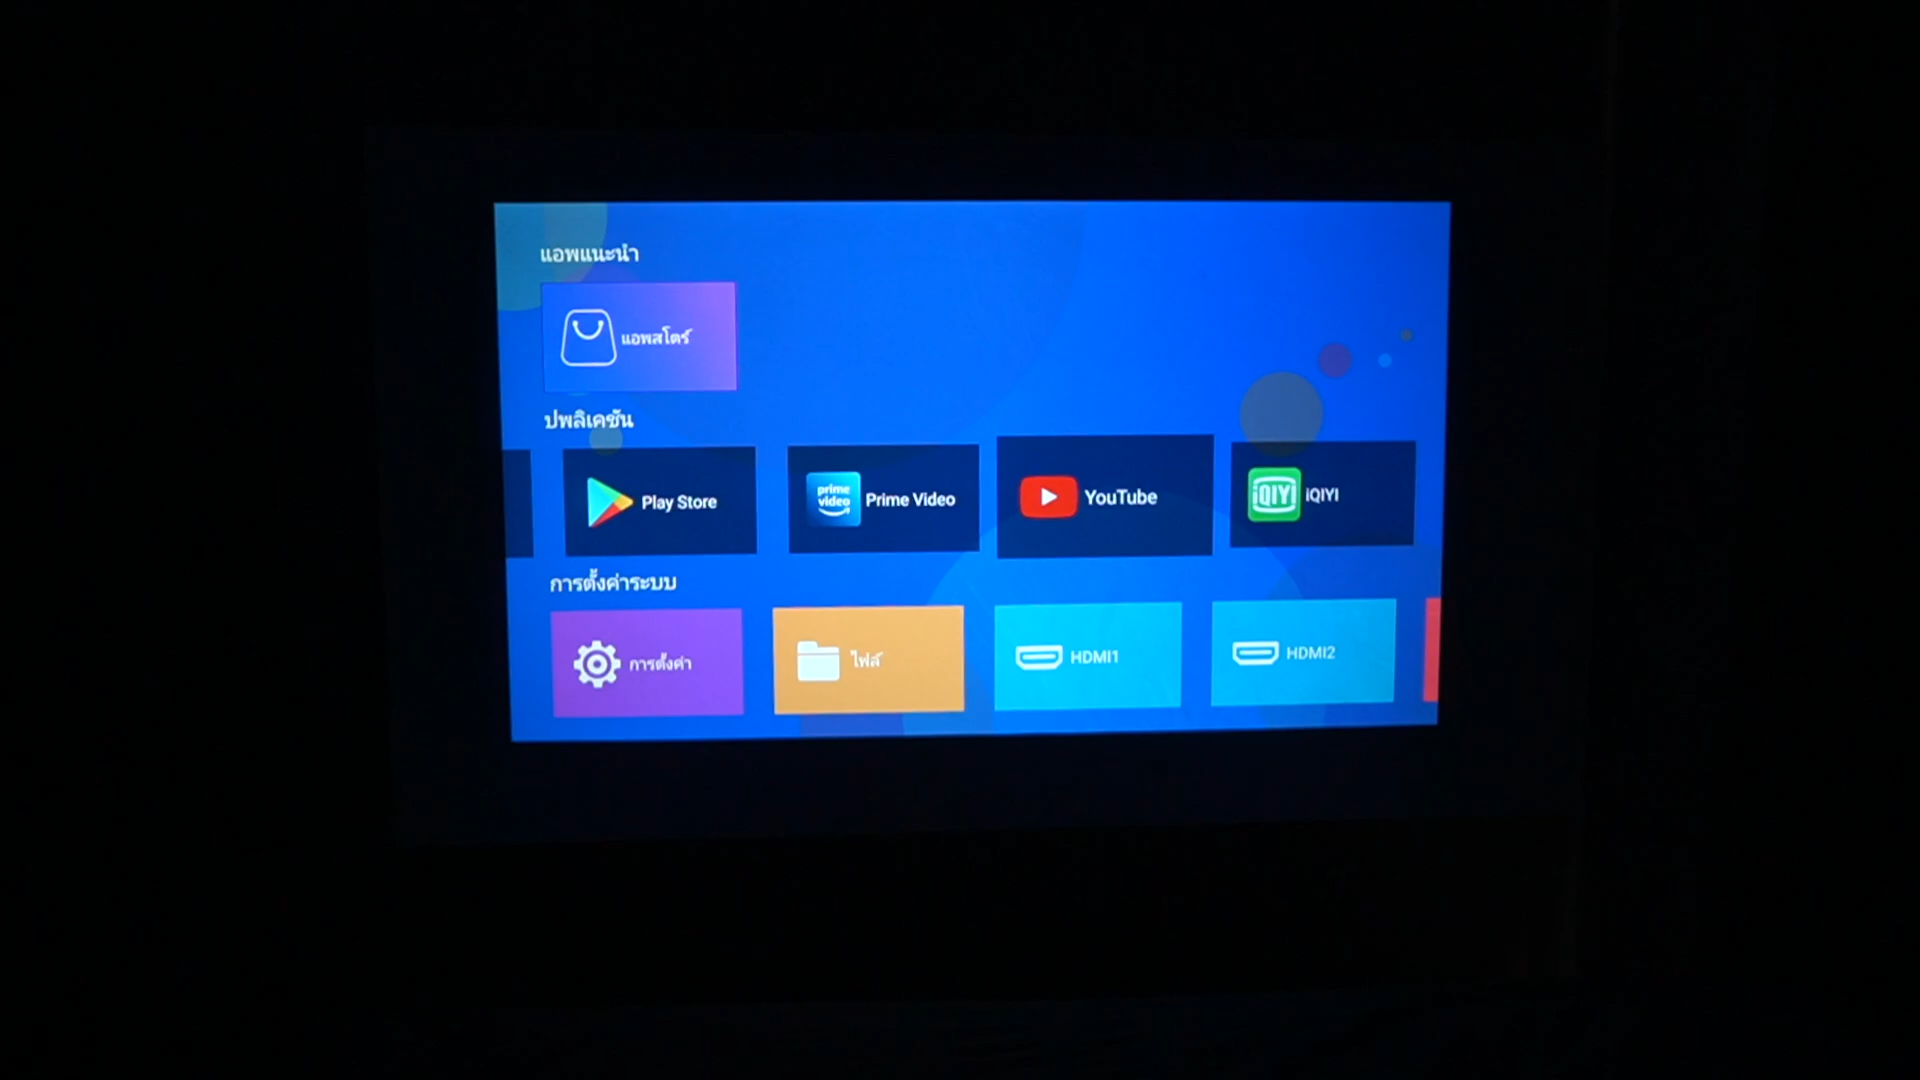 แอพแนะนำ
แอพสโตร์
ปพลิเคชัน
Play Store
prime video
Prime Video
YouTube
iQIYI
iQIYI
การตั้งค่าระบบ
การตั้งค่า
ไฟล์
HDMI1
HDMI2